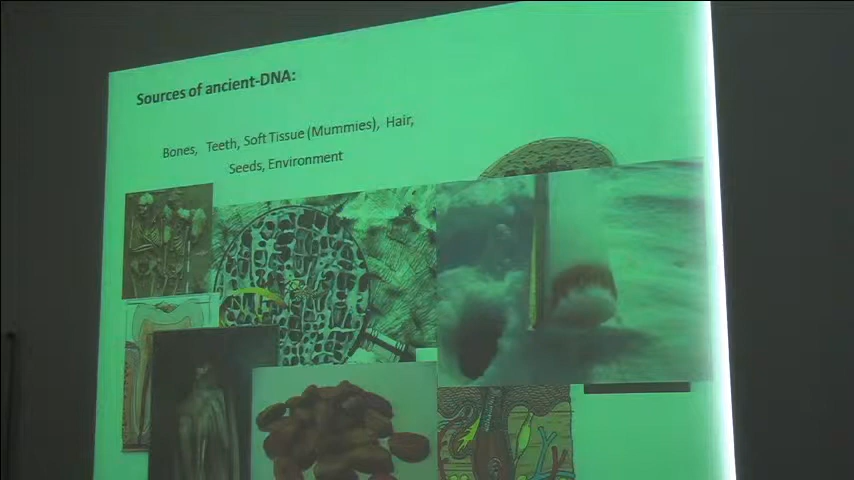 Sources of ancient-DNA:
Bones, Teeth, Soft Tissue (Mummies), Hair,
Seeds, Environment